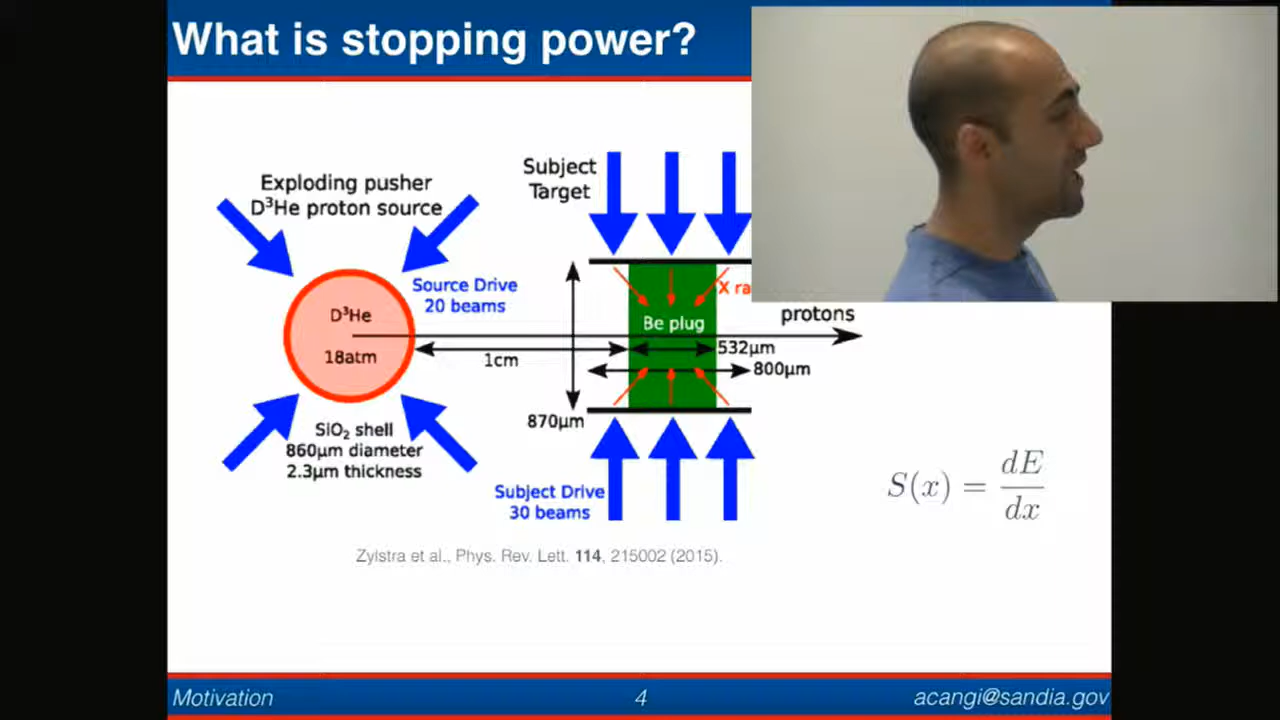 What is stopping power?
Exploding pusher
D³He proton source
Subject
Target
Source Drive
20 beams
X ra
D³He
18atm
Be plug
protons
1cm
532μm
800μm
870μm
SiO₂ shell
860μm diameter
2.3μm thickness
Subject Drive
30 beams
S(x) = dE/dx
Zylstra et al., Phys. Rev. Lett. 114, 215002 (2015).
Motivation
4
acangi@sandia.gov